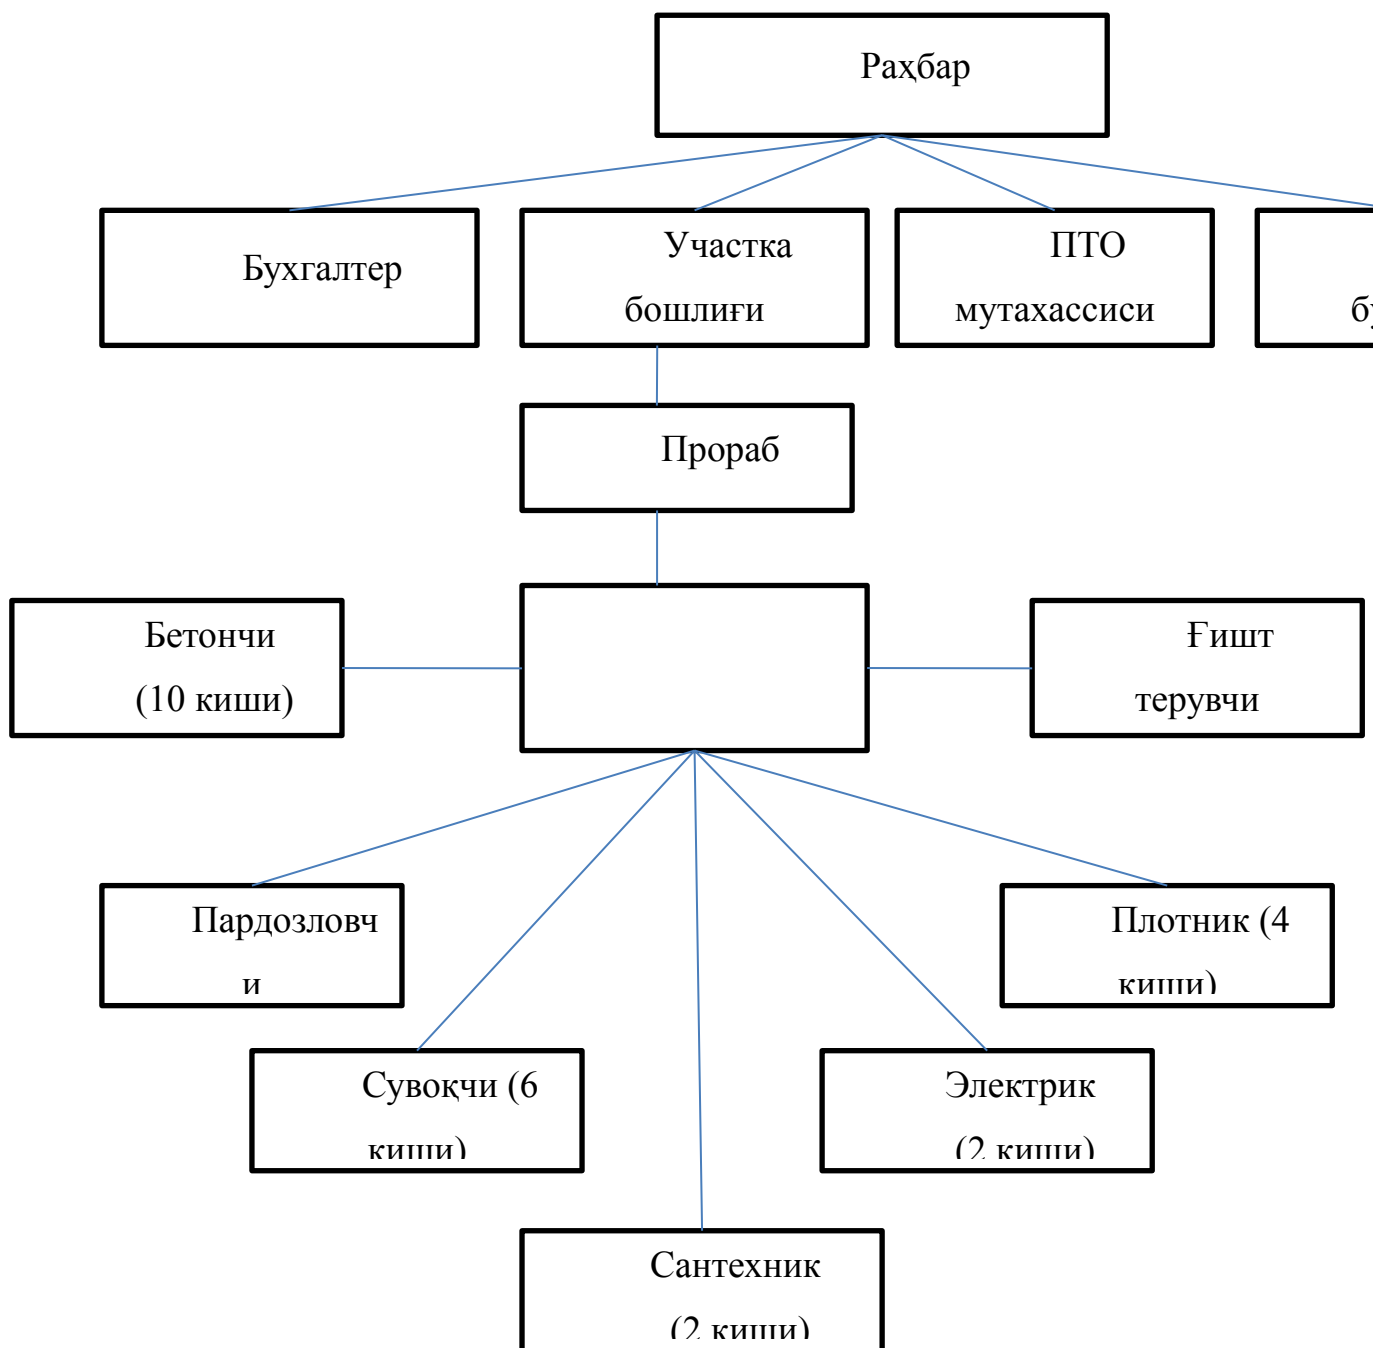 Раҳбар
Бухгалтер
Участка
бошлиғи
ПТО
мутахассиси
Прораб
Бетончи
(10 киши)
Ғишт
терувчи
Пардозловч
и
Плотник (4
киши)
Сувоқчи (6
киши)
Электрик
(2 киши)
Сантехник
(2 киши)